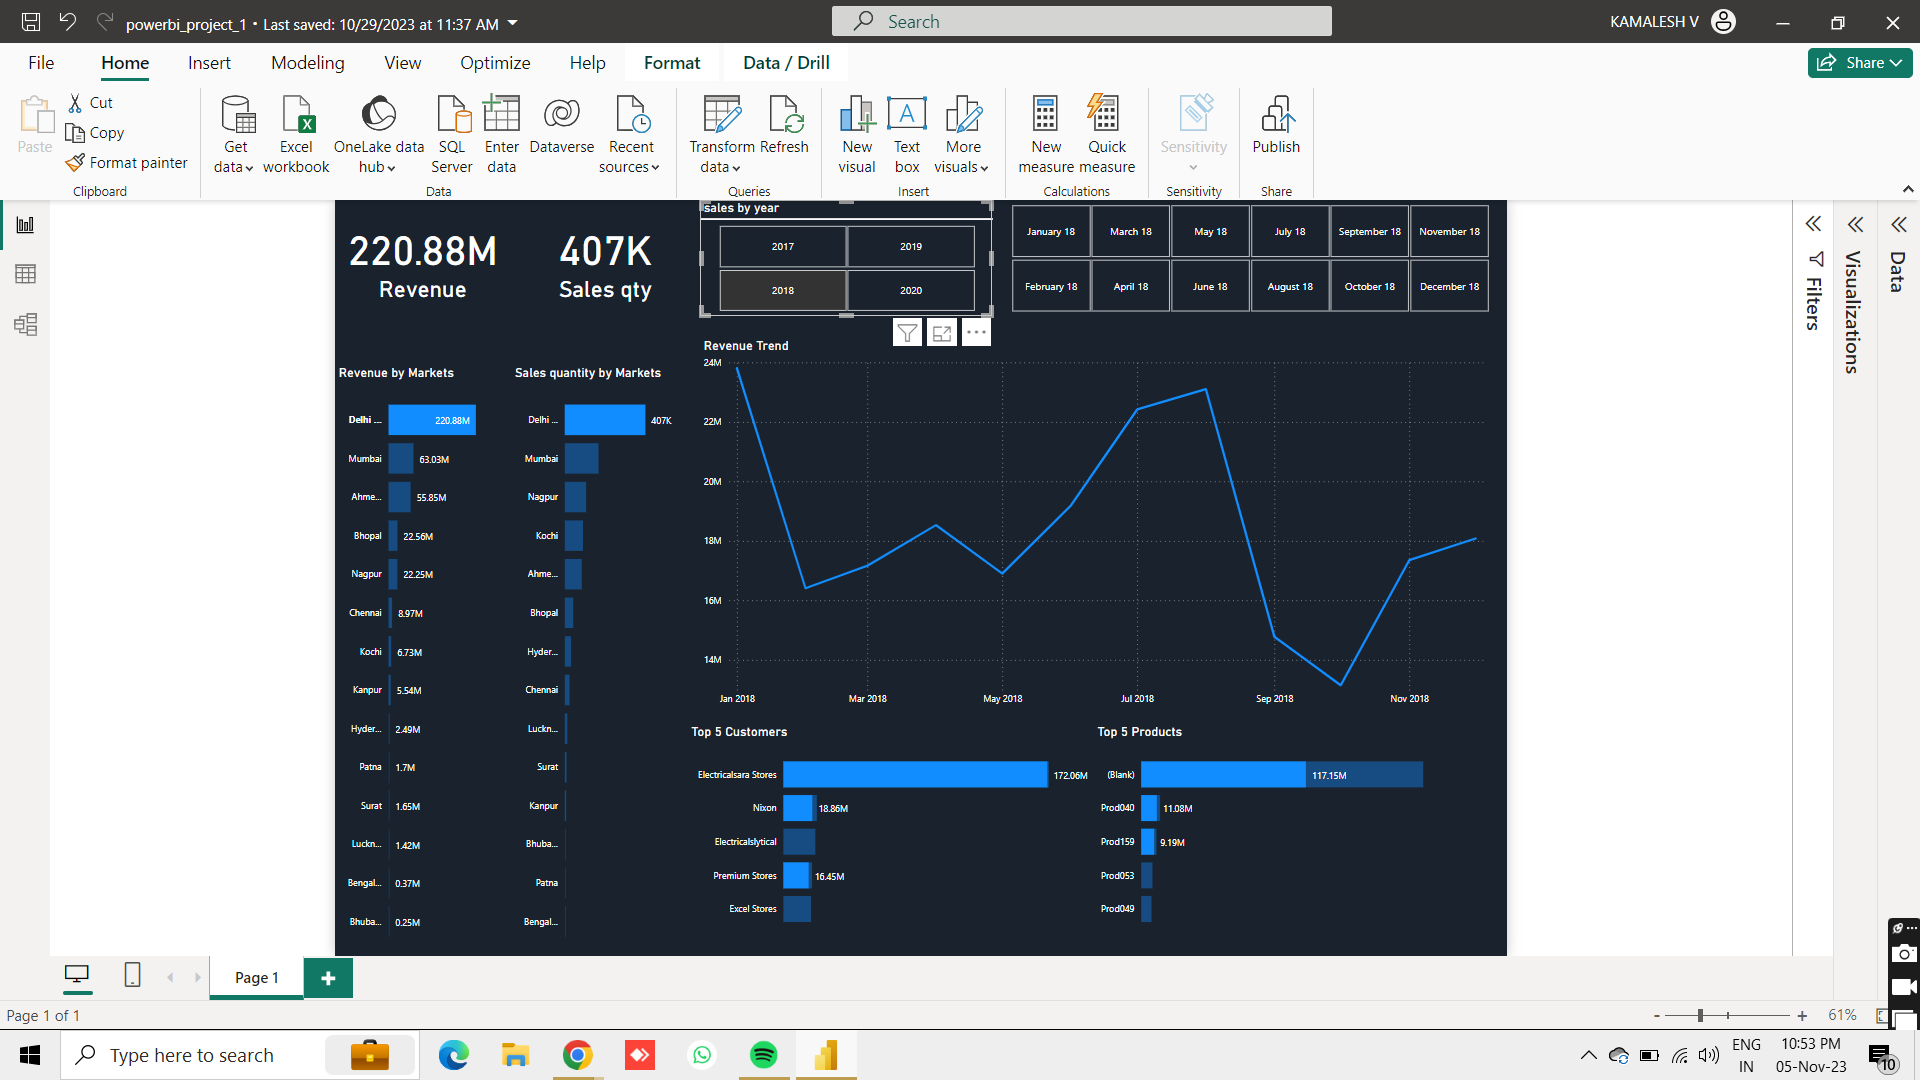 powerbi_project_1 • Last saved: 10/29/2023 at 11:37 AM
Search
KAMALESH V
File Home Insert Modeling View Optimize Help Format Data / Drill
Share
Paste
Cut
Copy
Format painter
Clipboard
Get data
Excel workbook
OneLake data hub
SQL Server
Enter data
Dataverse
Recent sources
Data
Transform data
Refresh
Queries
New visual
Text box
More visuals
Insert
New measure
Quick measure
Calculations
Sensitivity
Sensitivity
Publish
Share
220.88M
Revenue
407K
Sales qty
sales by year
2017 2019
2018 2020
January 18 March 18 May 18 July 18 September 18 November 18
February 18 April 18 June 18 August 18 October 18 December 18
Filters
Visualizations
Data
Revenue by Markets
Delhi ... 220.88M
Mumbai 63.03M
Ahme... 55.85M
Bhopal 22.56M
Nagpur 22.25M
Chennai 8.97M
Kochi 6.73M
Kanpur 5.54M
Hyder... 2.49M
Patna 1.7M
Surat 1.65M
Luckn... 1.42M
Bengal... 0.37M
Bhuba... 0.25M
Sales quantity by Markets
Delhi ... 407K
Mumbai
Nagpur
Kochi
Ahme...
Bhopal
Hyder...
Chennai
Luckn...
Surat
Kanpur
Bhuba...
Patna
Bengal...
Revenue Trend
24M
22M
20M
18M
16M
14M
Jan 2018 Mar 2018 May 2018 Jul 2018 Sep 2018 Nov 2018
Top 5 Customers
Electricalsara Stores 172.06M
Nixon 18.86M
Electricalslytical
Premium Stores 16.45M
Excel Stores
Top 5 Products
(Blank) 117.15M
Prod040 11.08M
Prod159 9.19M
Prod053
Prod049
Page 1
+
Page 1 of 1
- + 61%
Type here to search
A
ENG
IN
10:53 PM
05-Nov-23
10